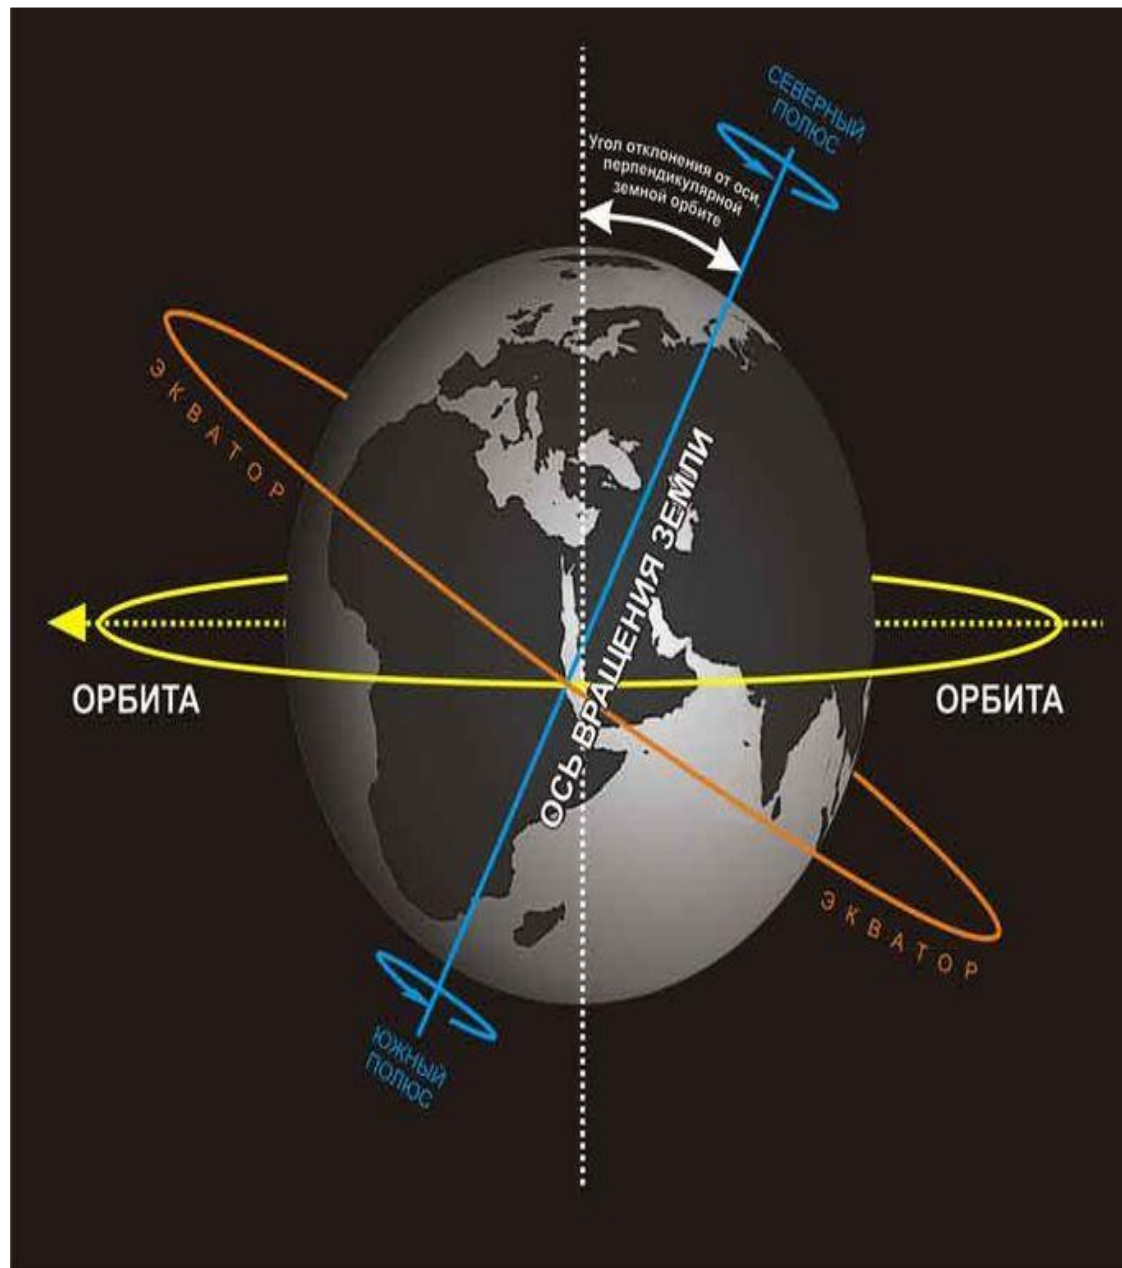 СЕВЕРНЫЙ
ПОЛЮС
Угол отклонения от оси,
перпендикулярной
земной орбите
ЭКВАТОР
ОСЬ ВРАЩЕНИЯ ЗЕМЛИ
ОРБИТА
ОРБИТА
ЭКВАТОР
ЮЖНЫЙ
ПОЛЮС